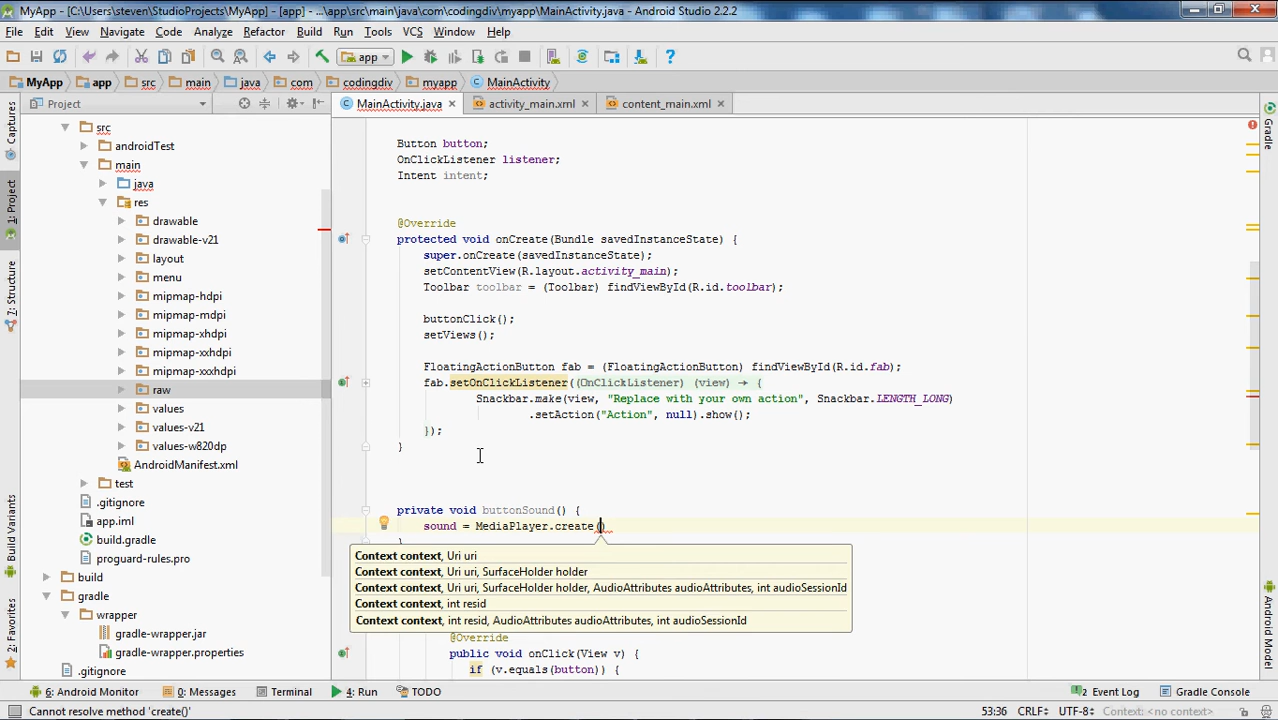 MyApp - [C:\Users\steven\StudioProjects\MyApp] - [app] - ...\app\src\main\java\com\codingdiv\myapp\MainActivity.java - Android Studio 2.2.2
File Edit View Navigate Code Analyze Refactor Build Run Tools VCS Window Help
app
MyApp app src main java com codingdiv myapp MainActivity
Project
MainActivity.java activity_main.xml content_main.xml
Captures
1: Project
7: Structure
Build Variants
2: Favorites
Gradle
Android Model
src
androidTest
main
java
res
drawable
drawable-v21
layout
menu
mipmap-hdpi
mipmap-mdpi
mipmap-xhdpi
mipmap-xxhdpi
mipmap-xxxhdpi
raw
values
values-v21
values-w820dp
AndroidManifest.xml
test
.gitignore
app.iml
build.gradle
proguard-rules.pro
build
gradle
wrapper
gradle-wrapper.jar
gradle-wrapper.properties
.gitignore
Button button;
OnClickListener listener;
Intent intent;
@Override
protected void onCreate(Bundle savedInstanceState) {
super.onCreate(savedInstanceState);
setContentView(R.layout.activity_main);
Toolbar toolbar = (Toolbar) findViewById(R.id.toolbar);
buttonClick();
setViews();
FloatingActionButton fab = (FloatingActionButton) findViewById(R.id.fab);
fab.setOnClickListener((OnClickListener) (view) → {
Snackbar.make(view, "Replace with your own action", Snackbar.LENGTH_LONG)
.setAction("Action", null).show();
});
}
private void buttonSound() {
sound = MediaPlayer.create()
}
Context context, Uri uri
Context context, Uri uri, SurfaceHolder holder
Context context, Uri uri, SurfaceHolder holder, AudioAttributes audioAttributes, int audioSessionId
Context context, int resid
Context context, int resid, AudioAttributes audioAttributes, int audioSessionId
@Override
public void onClick(View v) {
if (v.equals(button)) {
6: Android Monitor 0: Messages Terminal 4: Run TODO 2 Event Log Gradle Console
Cannot resolve method 'create()' 53:36 CRLF÷ UTF-8÷ Context: <no context>